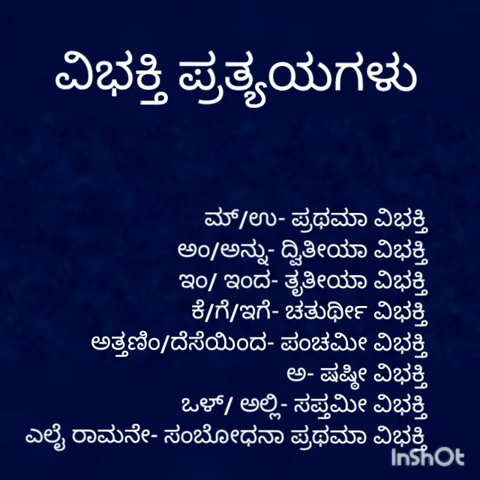 ವಿಭಕ್ತಿ ಪ್ರತ್ಯಯಗಳು
ಮ್/ಉ- ಪ್ರಥಮಾ ವಿಭಕ್ತಿ
ಅಂ/ಅನ್ನು- ದ್ವಿತೀಯಾ ವಿಭಕ್ತಿ
ಇಂ/ ಇಂದ- ತೃತೀಯಾ ವಿಭಕ್ತಿ
ಕೆ/ಗೆ/ಇಗೆ- ಚತುರ್ಥೀ ವಿಭಕ್ತಿ
ಅತ್ತಣಿಂ/ದೆಸೆಯಿಂದ- ಪಂಚಮೀ ವಿಭಕ್ತಿ
ಅ- ಷಷ್ಠೀ ವಿಭಕ್ತಿ
ಒಳ್/ ಅಲ್ಲಿ- ಸಪ್ತಮೀ ವಿಭಕ್ತಿ
ಎಲೈ ರಾಮನೇ- ಸಂಬೋಧನಾ ಪ್ರಥಮಾ ವಿಭಕ್ತಿ
InShOt